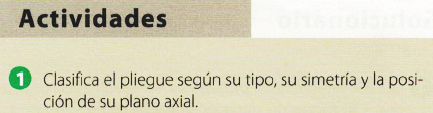 Actividades
1 Clasifica el pliegue según su tipo, su simetría y la posi-
ción de su plano axial.